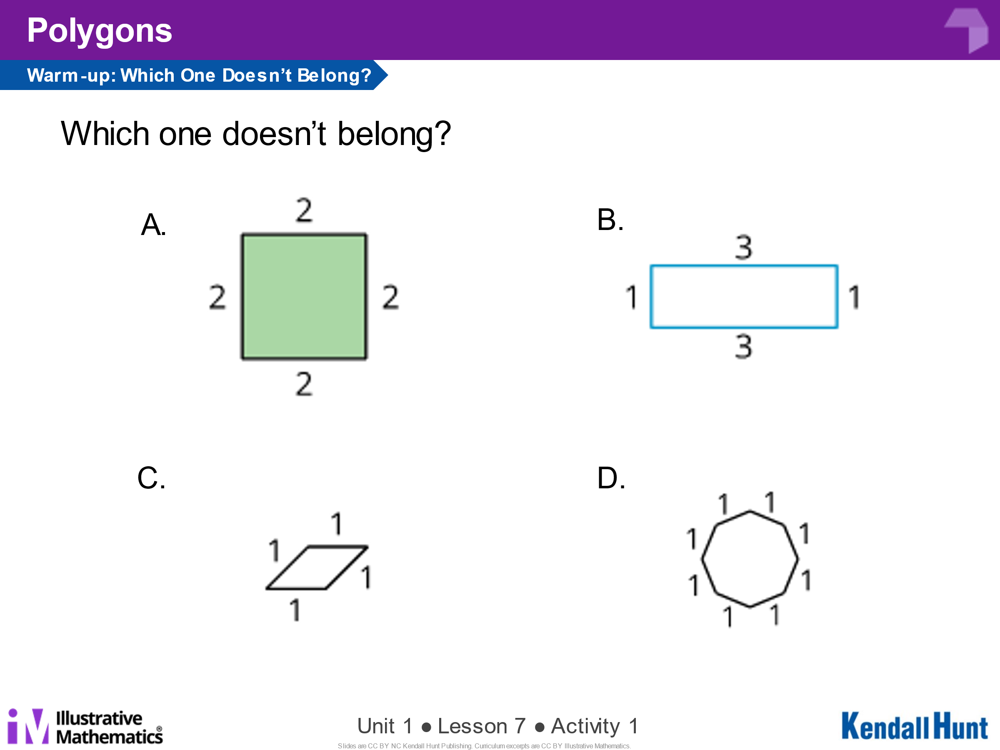 Polygons
Warm-up: Which One Doesn’t Belong?
Which one doesn’t belong?
A.
2
2
2
2
B.
3
1
1
3
C.
1
1
1
1
D.
1
1
1
1
1
1
1
1
Illustrative
Mathematics®
Unit 1 ● Lesson 7 ● Activity 1
Slides are CC BY NC Kendall Hunt Publishing. Curriculum excerpts are CC BY Illustrative Mathematics.
Kendall Hunt